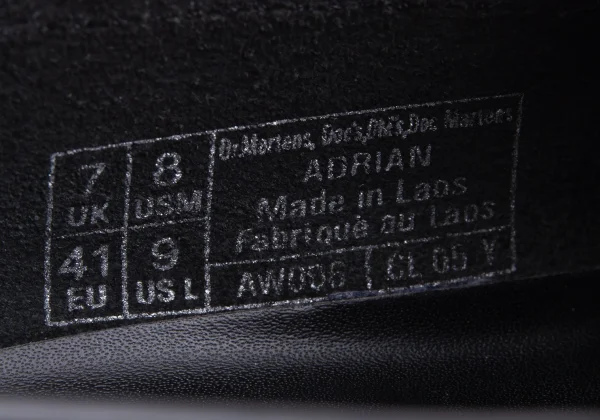 7
UK
8
USM
41
EU
9
US L
Dr.Martens, Doc's,DM's,Doc Martens
ADRIAN
Made in Laos
Fabriqué au Laos
AW006 
05 Y